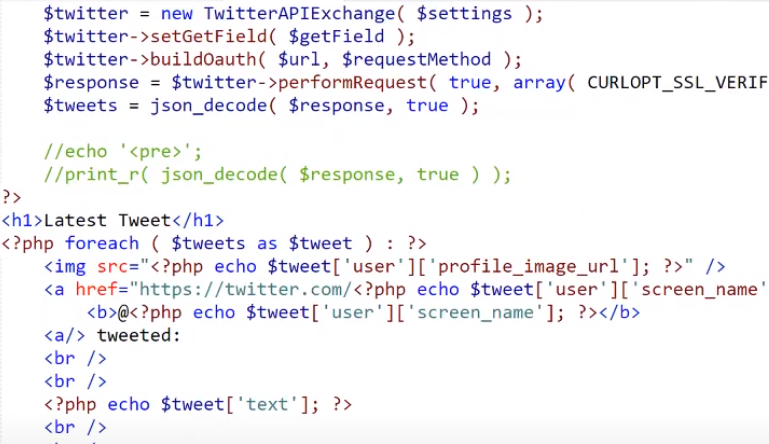 $twitter = new TwitterAPIExchange( $settings );
$twitter->setGetField( $getField );
$twitter->buildOauth( $url, $requestMethod );
$response = $twitter->performRequest( true, array( CURLOPT_SSL_VERIF
$tweets = json_decode( $response, true );
//echo '<pre>';
//print_r( json_decode( $response, true ) );
?>
<h1>Latest Tweet</h1>
<?php foreach ( $tweets as $tweet ) : ?>
<img src="<?php echo $tweet['user']['profile_image_url']; ?>" />
<a href="https://twitter.com/<?php echo $tweet['user']['screen_name'
<b>@<?php echo $tweet['user']['screen_name']; ?></b>
<a/> tweeted:
<br />
<br />
<?php echo $tweet['text']; ?>
<br />